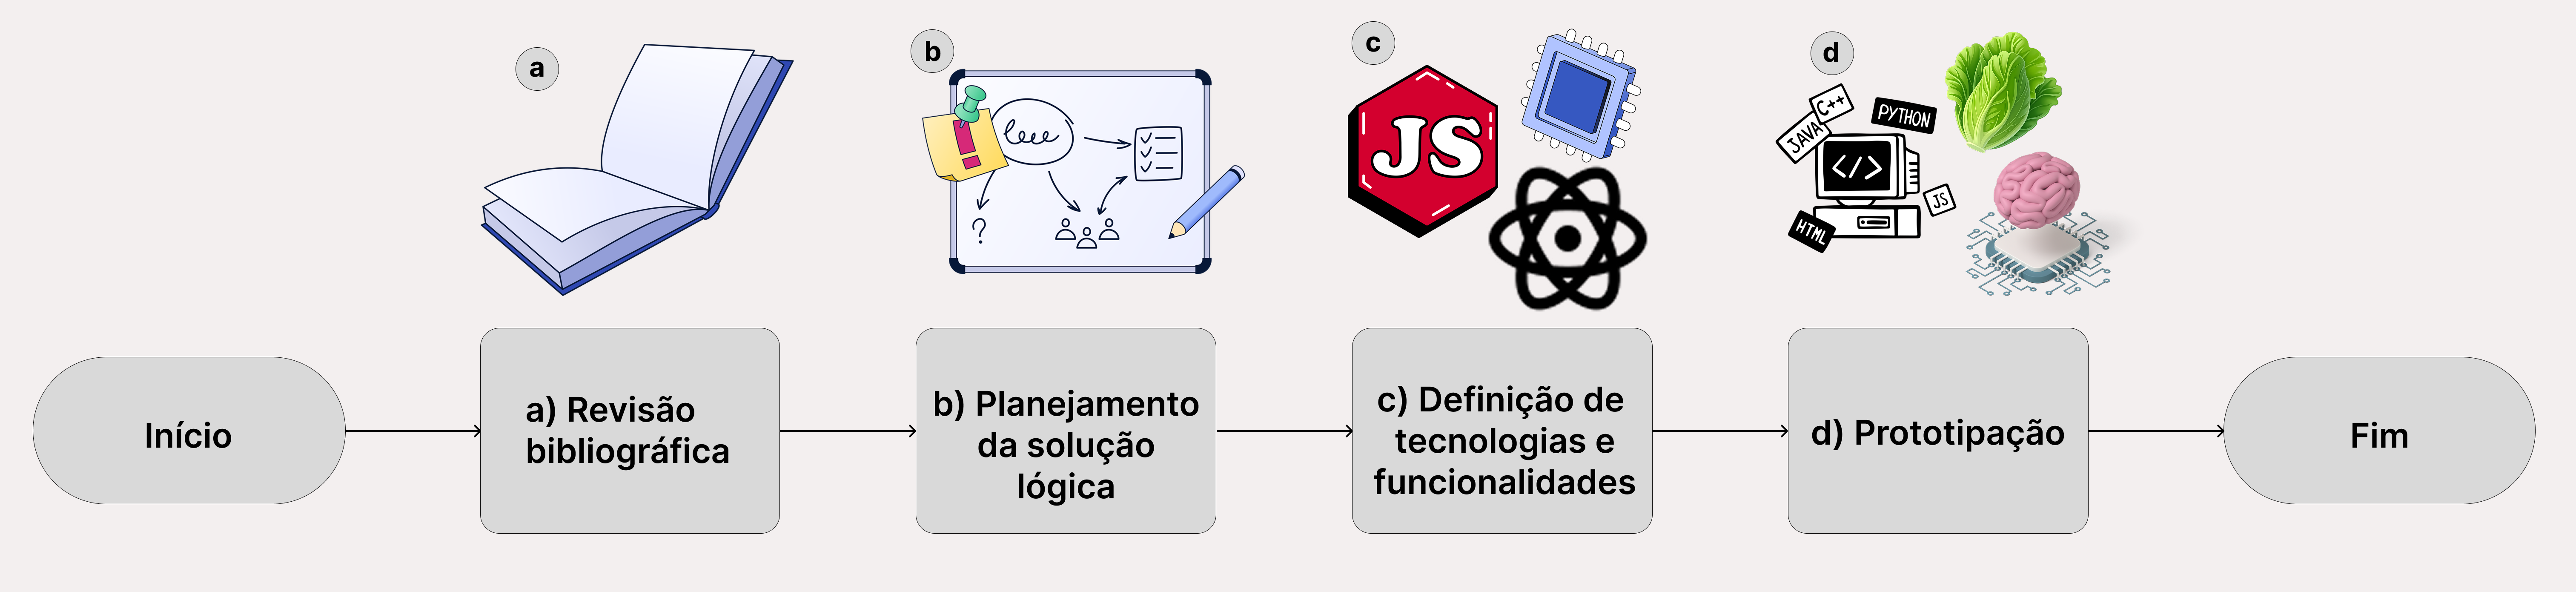 a
b
c
d
JS
C++
JAVA
PYTHON
</>
JS
HTML
!
?
Início
a) Revisão
bibliográfica
b) Planejamento
da solução
lógica
c) Definição de
tecnologias e
funcionalidades
d) Prototipação
Fim